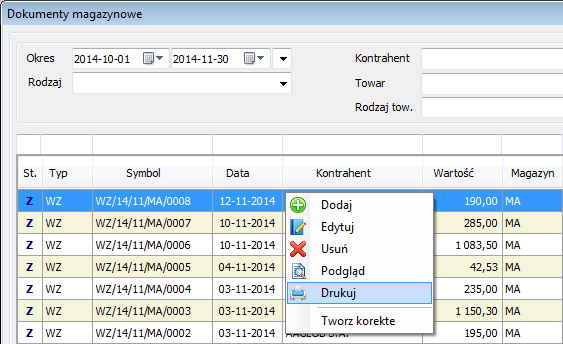 Dokumenty magazynowe
Okres 2014-10-01 2014-11-30 Kontrahent
Rodzaj Towar
Rodzaj tow.
St. Typ Symbol Data Kontrahent Wartość Magazyn
Z WZ WZ/14/11/MA/0008 12-11-2014 Dodaj 190,00 MA
Z WZ WZ/14/11/MA/0007 10-11-2014 Edytuj 285,00 MA
Z WZ WZ/14/11/MA/0006 10-11-2014 Usuń 1 083,50 MA
Z WZ WZ/14/11/MA/0005 04-11-2014 Podgląd 42,53 MA
Z WZ WZ/14/11/MA/0004 03-11-2014 Drukuj 235,00 MA
Z WZ WZ/14/11/MA/0003 03-11-2014 Tworz korekte 1 150,30 MA
Z WZ WZ/14/11/MA/0002 03-11-2014 195,00 MA